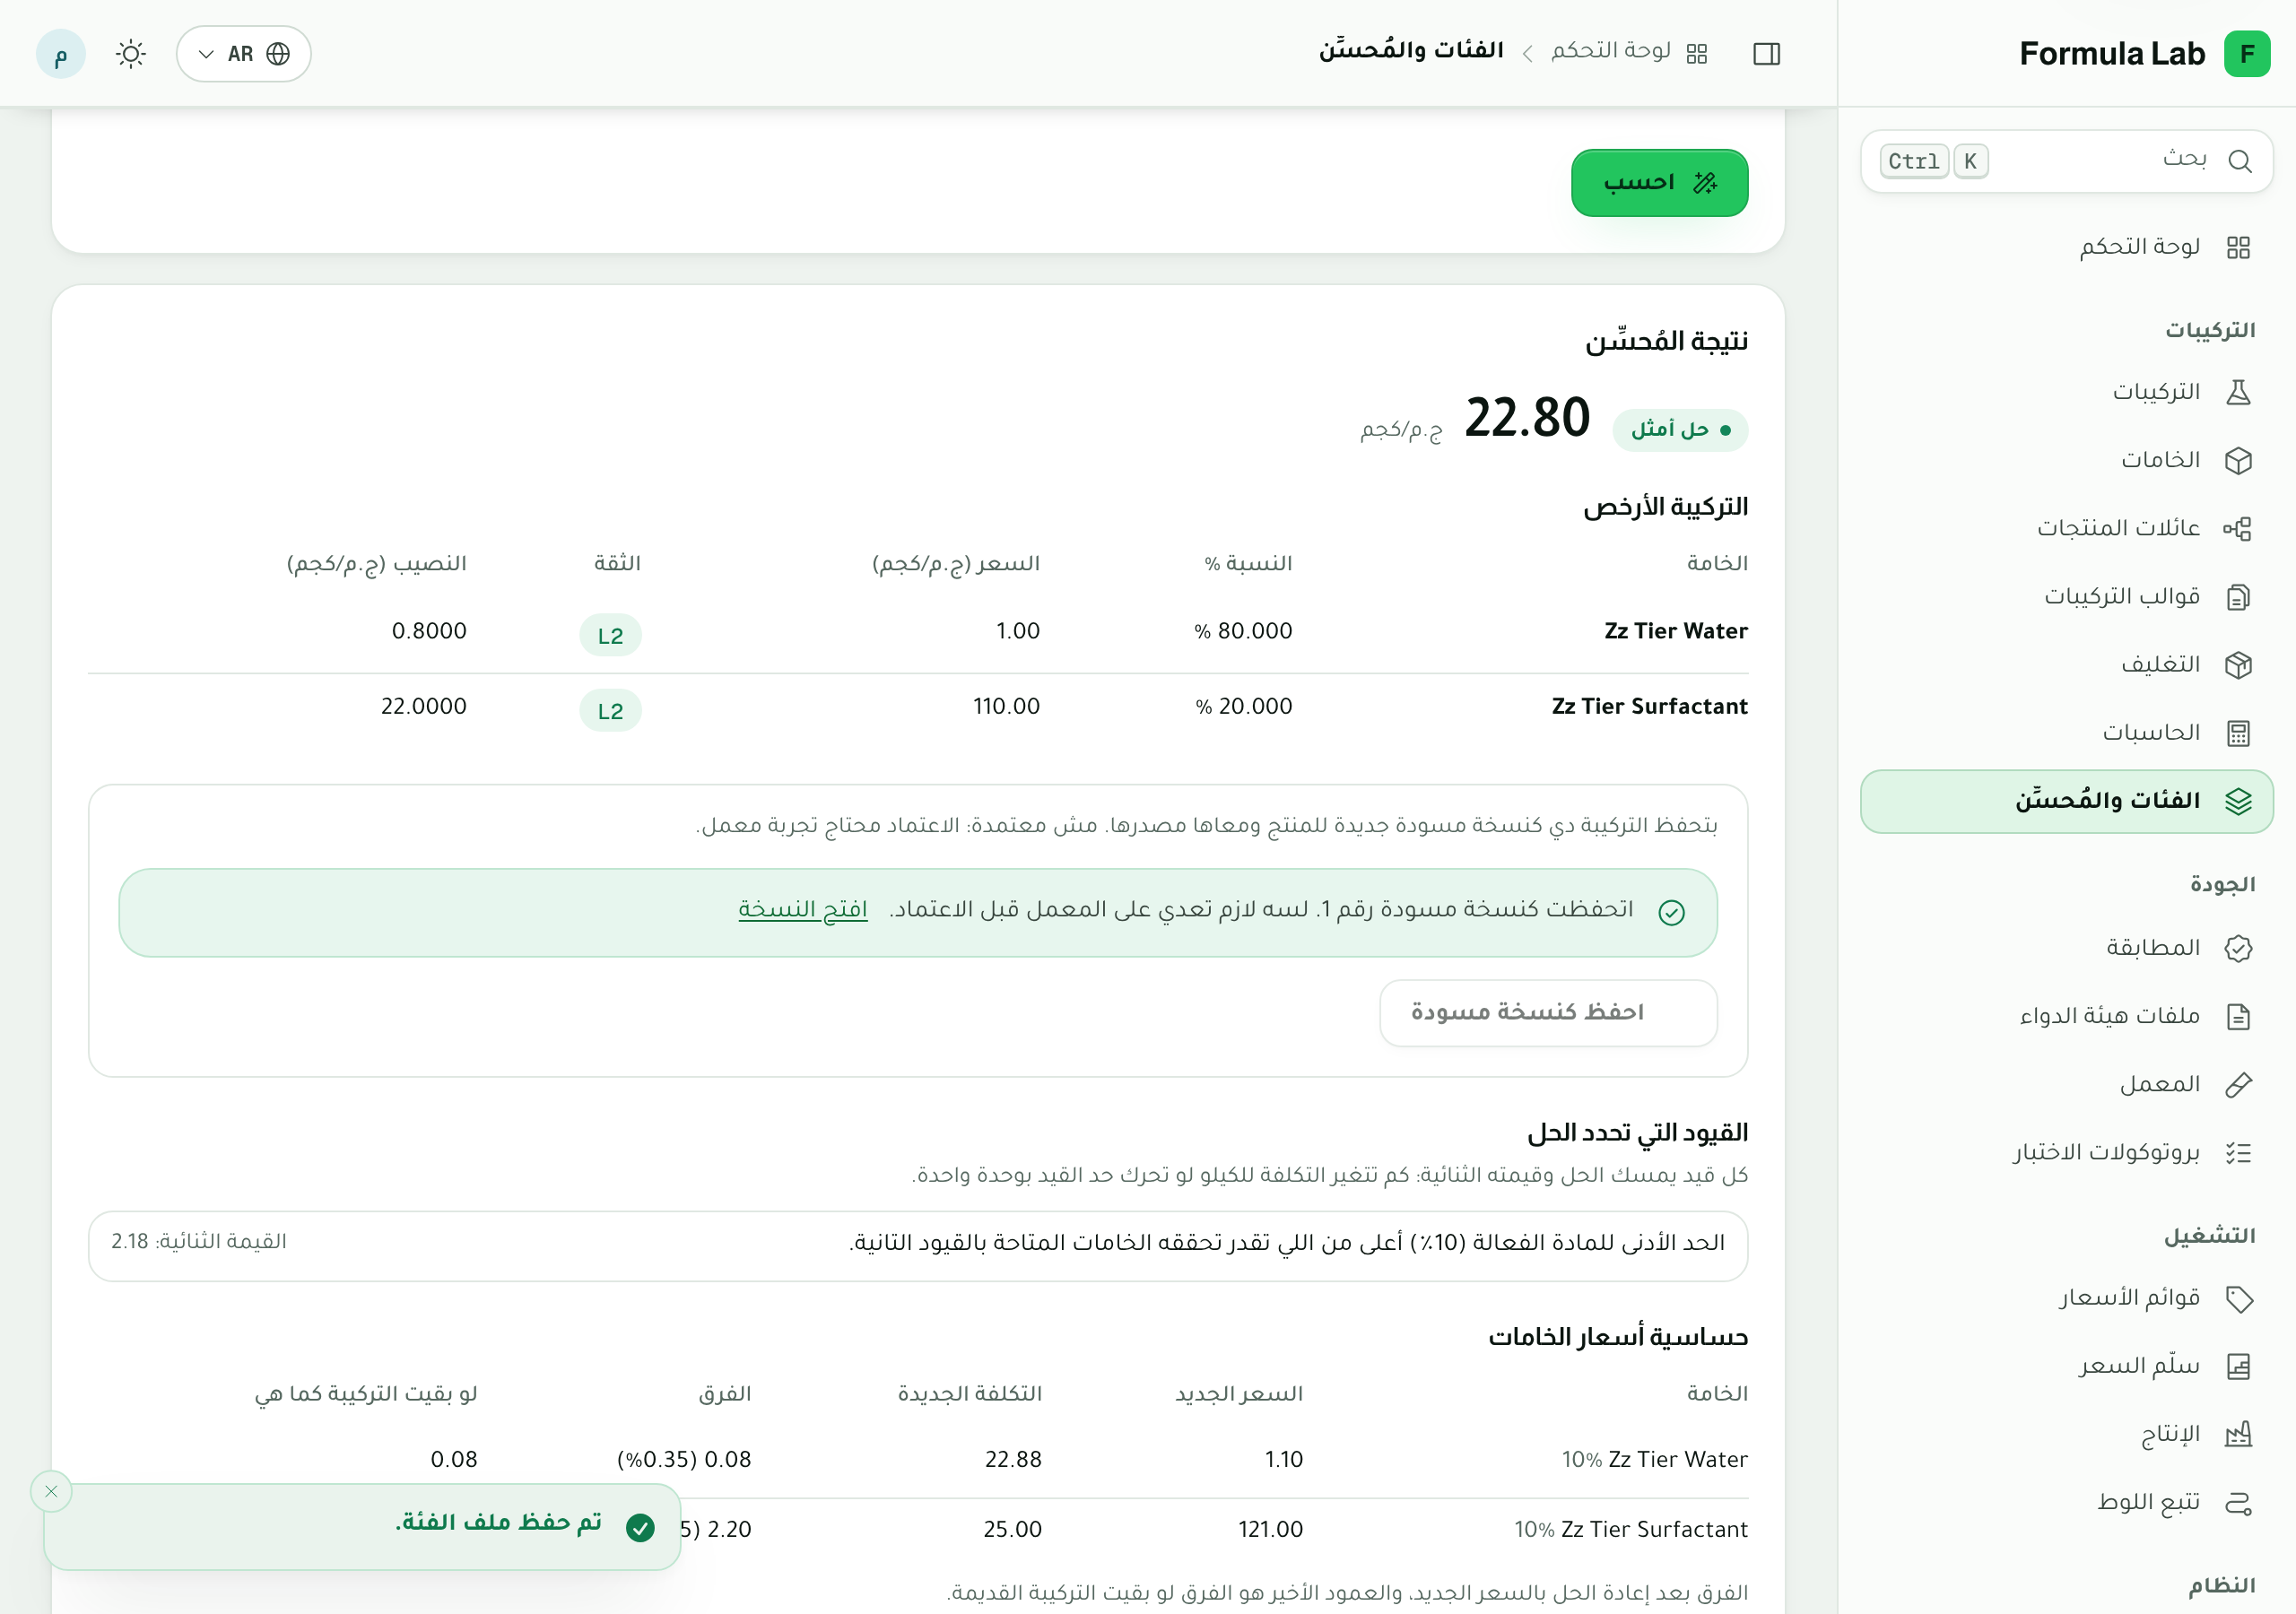 F Formula Lab
بحث
Ctrl K
لوحة التحكم
التركيبات
التركيبات
الخامات
عائلات المنتجات
قوالب التركيبات
التغليف
الحاسبات
الفئات والمُحسِّن
الجودة
المطابقة
ملفات هيئة الدواء
المعمل
بروتوكولات الاختبار
التشغيل
قوائم الأسعار
سلّم السعر
الإنتاج
تتبع اللوط
النظام
لوحة التحكم
الفئات والمُحسِّن
AR
م
احسب
نتيجة المُحسِّن
حل أمثل 22.80 ج.م/كجم
التركيبة الأرخص
الخامة النسبة % السعر (ج.م/كجم) الثقة النصيب (ج.م/كجم)
Zz Tier Water 80.000 % 1.00 L2 0.8000
Zz Tier Surfactant 20.000 % 110.00 L2 22.0000
بتحفظ التركيبة دي كنسخة مسودة جديدة للمنتج ومعاها مصدرها. مش معتمدة: الاعتماد محتاج تجربة معمل.
اتحفظت كنسخة مسودة رقم 1. لسه لازم تعدي على المعمل قبل الاعتماد. افتح النسخة
احفظ كنسخة مسودة
القيود التي تحدد الحل
كل قيد يمسك الحل وقيمته الثنائية: كم تتغير التكلفة للكيلو لو تحرك حد القيد بوحدة واحدة.
الحد الأدنى للمادة الفعالة (10٪) أعلى من اللي تقدر تحققه الخامات المتاحة بالقيود التانية. القيمة الثنائية: 2.18
حساسية أسعار الخامات
الخامة السعر الجديد التكلفة الجديدة الفرق لو بقيت التركيبة كما هي
Zz Tier Water 10% 1.10 22.88 0.08 (0.35%) 0.08
Zz Tier Surfactant 10% 121.00 25.00 2.20
تم حفظ ملف الفئة.
الفرق بعد إعادة الحل بالسعر الجديد، والعمود الأخير هو الفرق لو بقيت التركيبة القديمة.